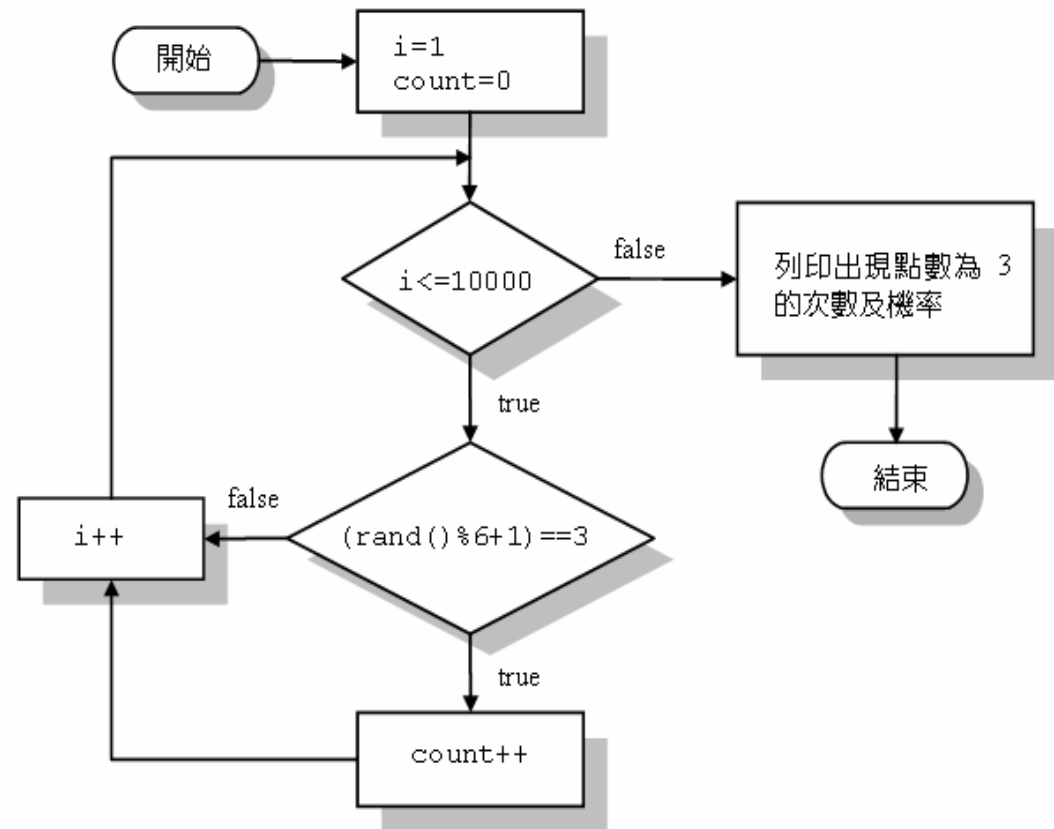 開始
i=1
count=0
i<=10000
false
列印出現點數為 3
的次數及機率
true
結束
(rand()%6+1)==3
false
i++
true
count++